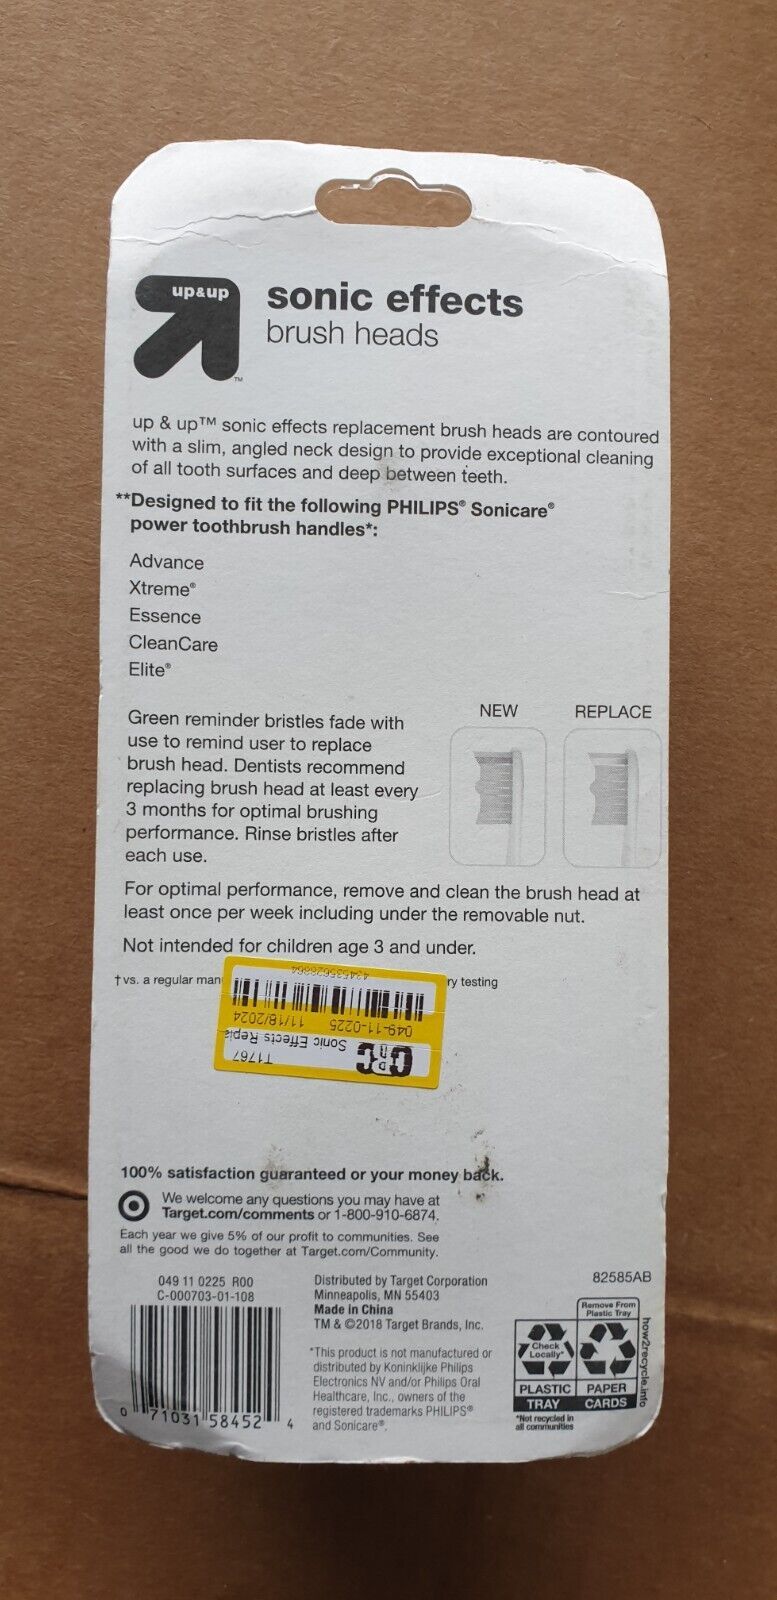 up&up
TM
sonic effects
brush heads
up & up™ sonic effects replacement brush heads are contoured
with a slim, angled neck design to provide exceptional cleaning
of all tooth surfaces and deep between teeth.
**Designed to fit the following PHILIPS® Sonicare®
power toothbrush handles*:
Advance
Xtreme®
Essence
CleanCare
Elite®
Green reminder bristles fade with
use to remind user to replace
brush head. Dentists recommend
replacing brush head at least every
3 months for optimal brushing
performance. Rinse bristles after
each use.
NEW
REPLACE
For optimal performance, remove and clean the brush head at
least once per week including under the removable nut.
Not intended for children age 3 and under.
†vs. a regular man
ry testing
T1767
CRC
Sonic Effects Repla
049-11-0225 11/18/2024
100% satisfaction guaranteed or your money back.
We welcome any questions you may have at
Target.com/comments or 1-800-910-6874.
Each year we give 5% of our profit to communities. See
all the good we do together at Target.com/Community.
049 11 0225 R00
C-000703-01-108
0 71031 58452 4
Distributed by Target Corporation
Minneapolis, MN 55403
Made in China
TM & ©2018 Target Brands, Inc.
*This product is not manufactured or
distributed by Koninklijke Philips
Electronics NV and/or Philips Oral
Healthcare, Inc., owners of the
registered trademarks PHILIPS®
and Sonicare®.
82585AB
Remove From
Plastic Tray
Check
Locally*
PLASTIC
TRAY
PAPER
CARDS
*Not recycled in
all communities
how2recycle.info